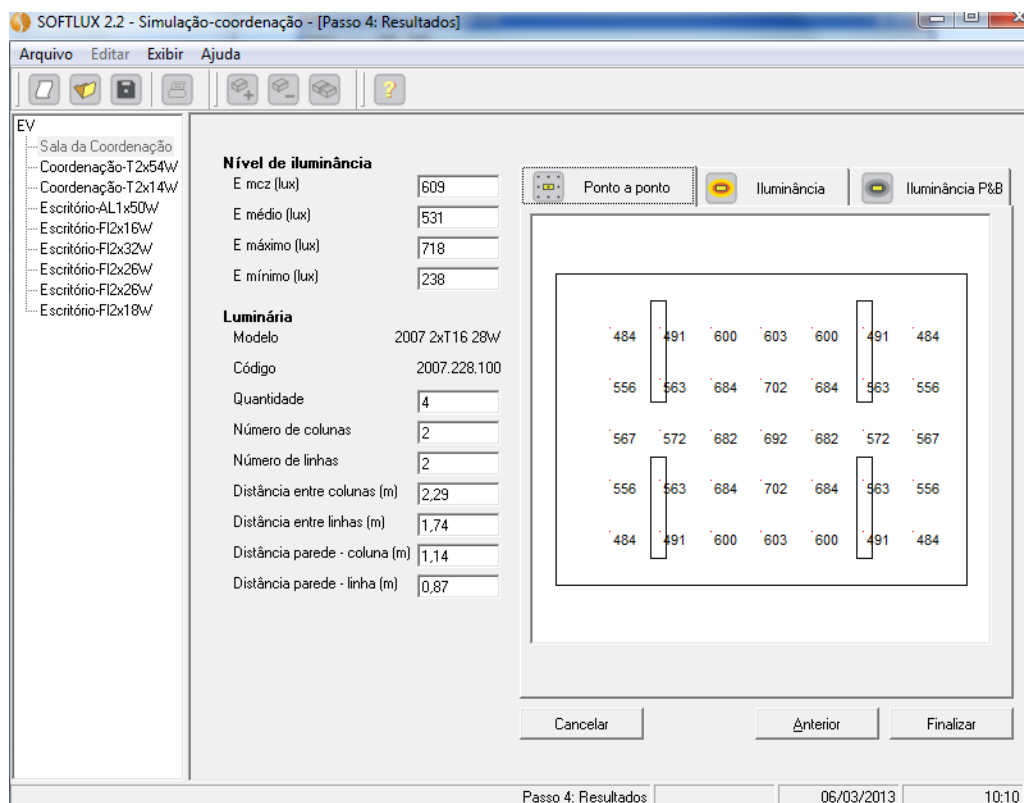 SOFTLUX 2.2 - Simulação-coordenação - [Passo 4: Resultados]
Arquivo Editar Exibir Ajuda
EV
Sala da Coordenação
Coordenação-T2x54W
Coordenação-T2x14W
Escritório-AL1x50W
Escritório-Fl2x16W
Escritório-Fl2x32W
Escritório-Fl2x26W
Escritório-Fl2x26W
Escritório-Fl2x18W
Nível de iluminância
E mcz (lux) 609
E médio (lux) 531
E máximo (lux) 718
E mínimo (lux) 238
Luminária
Modelo 2007 2xT16 28W
Código 2007.228.100
Quantidade 4
Número de colunas 2
Número de linhas 2
Distância entre colunas (m) 2,29
Distância entre linhas (m) 1,74
Distância parede - coluna (m) 1,14
Distância parede - linha (m) 0,87
Ponto a ponto Iluminância Iluminância P&B
484 491 600 603 600 491 484
556 563 684 702 684 563 556
567 572 682 692 682 572 567
556 563 684 702 684 563 556
484 491 600 603 600 491 484
Cancelar Anterior Finalizar
Passo 4: Resultados 06/03/2013 10:10